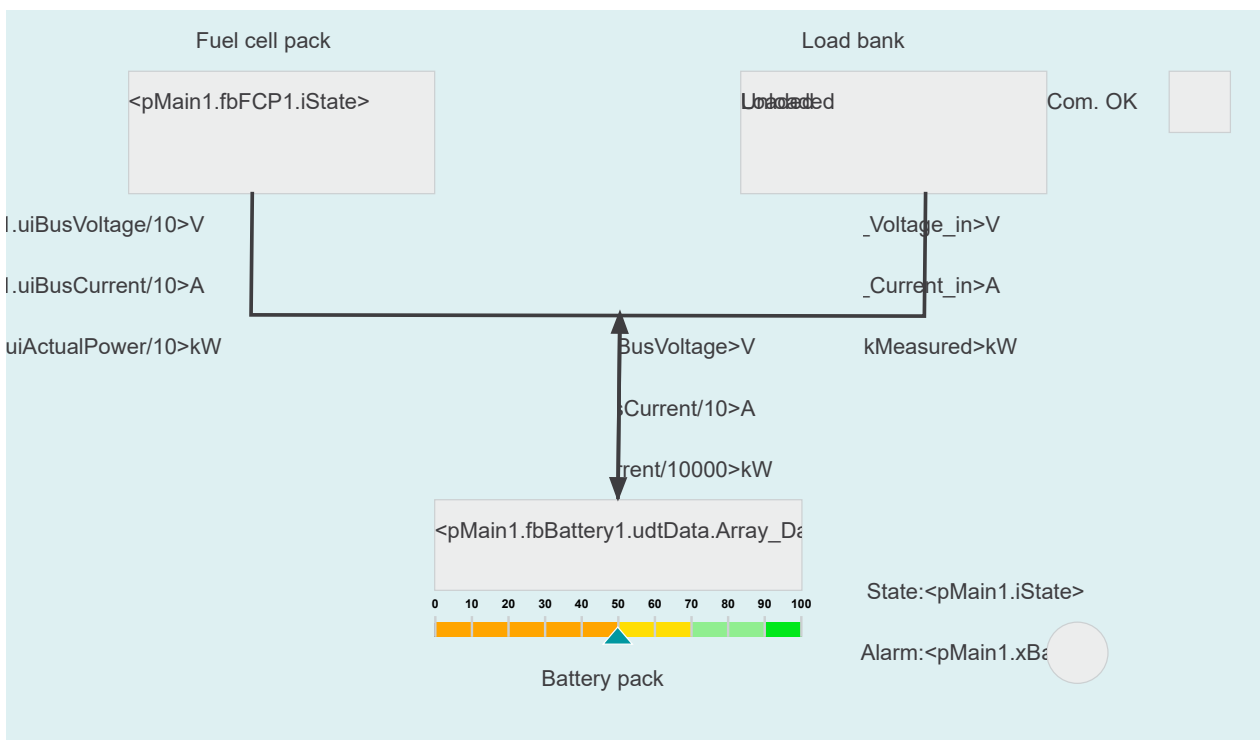 Fuel cell pack
Load bank
<pMain1.fbFCP1.iState>
Com. OK
.uiBusVoltage/10>V
_Voltage_in>V
.uiBusCurrent/10>A
_Current_in>A
uiActualPower/10>kW
BusVoltage>V
kMeasured>kW
sCurrent/10>A
rrent/10000>kW
<pMain1.fbBattery1.udtData.Array_Da
State:<pMain1.iState>
0 10 20 30 40 50 60 70 80 90 100
Alarm:<pMain1.xBa
Battery pack